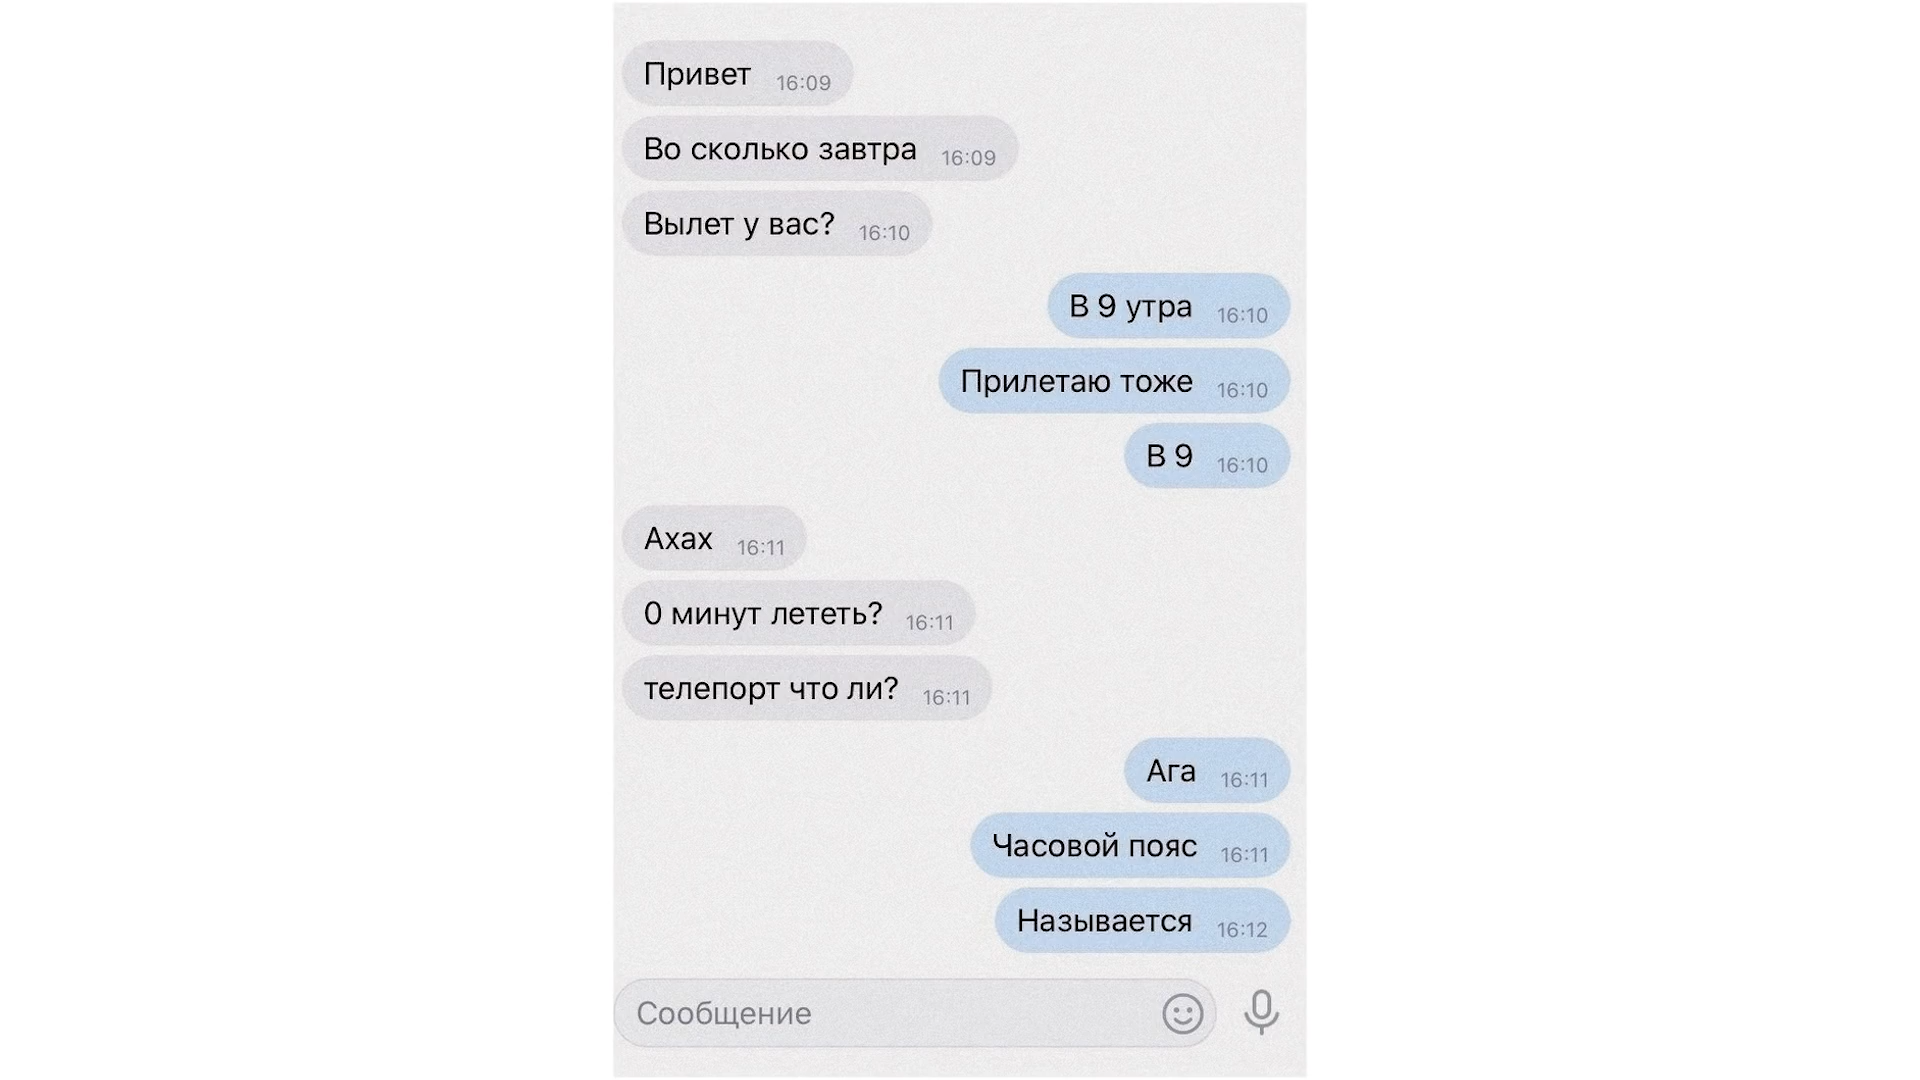 Привет 16:09
Во сколько завтра 16:09
Вылет у вас? 16:10
В 9 утра 16:10
Прилетаю тоже 16:10
В 9 16:10
Ахах 16:11
0 минут лететь? 16:11
телепорт что ли? 16:11
Ага 16:11
Часовой пояс 16:11
Называется 16:12
Сообщение